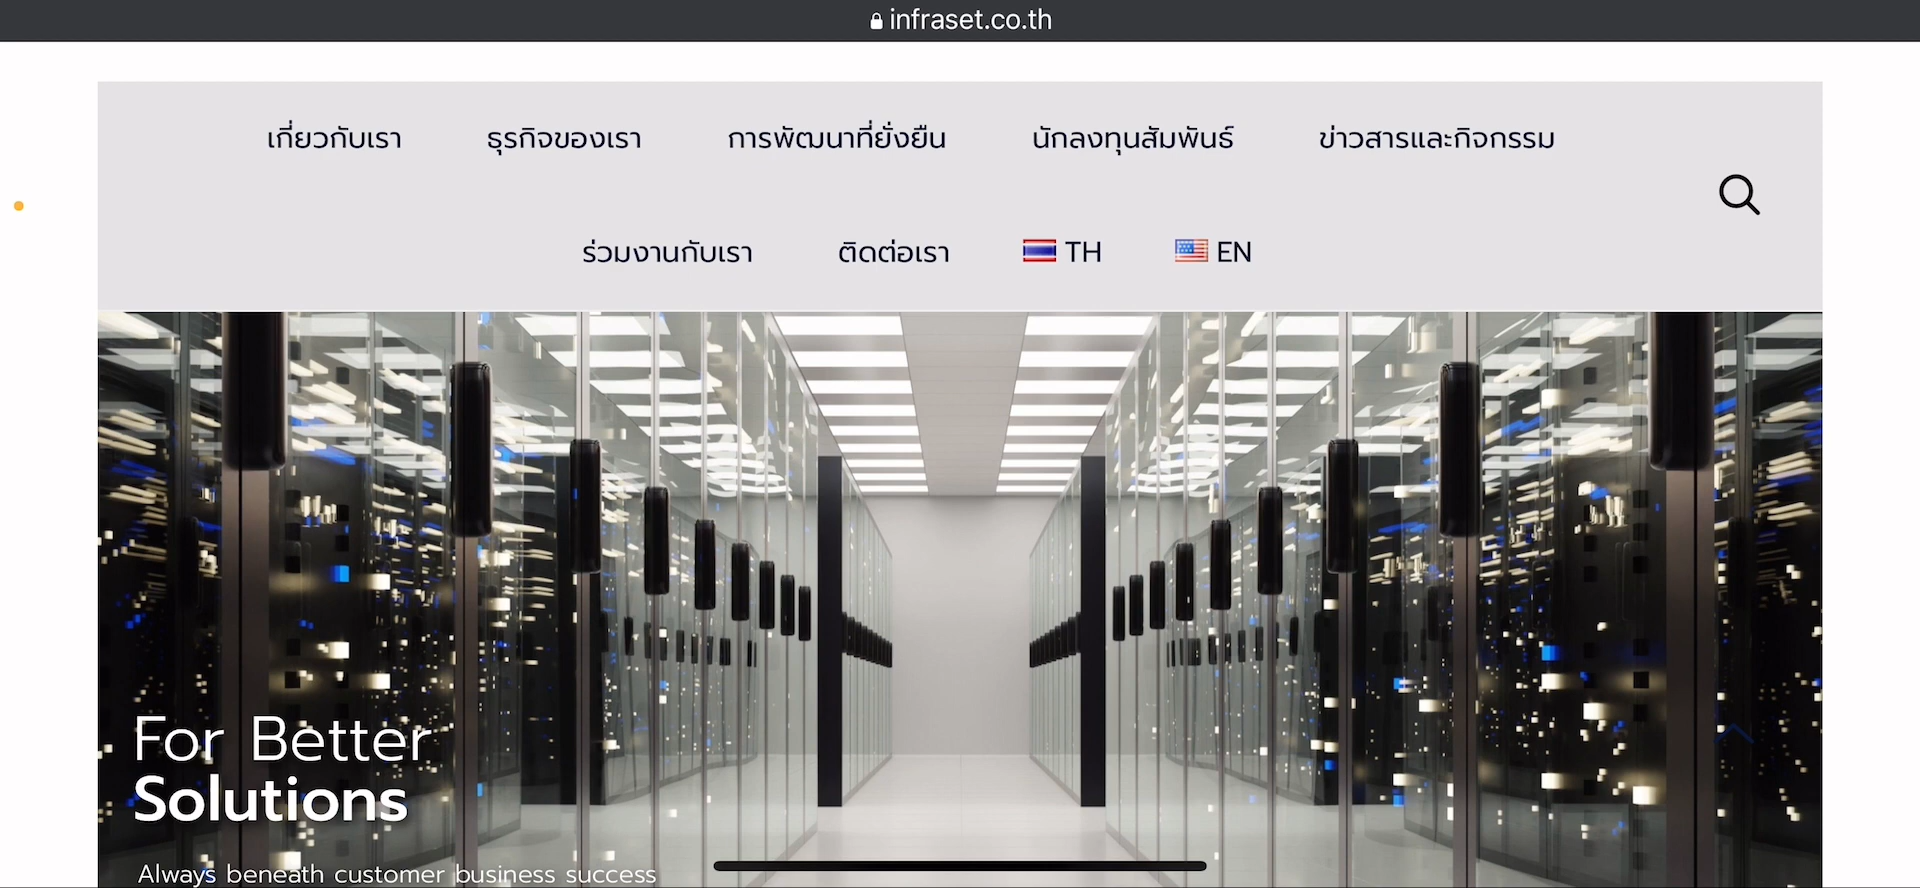 infraset.co.th
เกี่ยวกับเรา ธุรกิจของเรา การพัฒนาที่ยั่งยืน นักลงทุนสัมพันธ์ ข่าวสารและกิจกรรม
ร่วมงานกับเรา ติดต่อเรา TH EN
For Better
Solutions
Always beneath customer business success